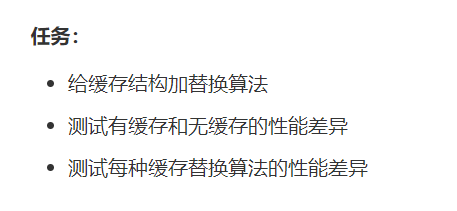 任务：
给缓存结构加替换算法
测试有缓存和无缓存的性能差异
测试每种缓存替换算法的性能差异